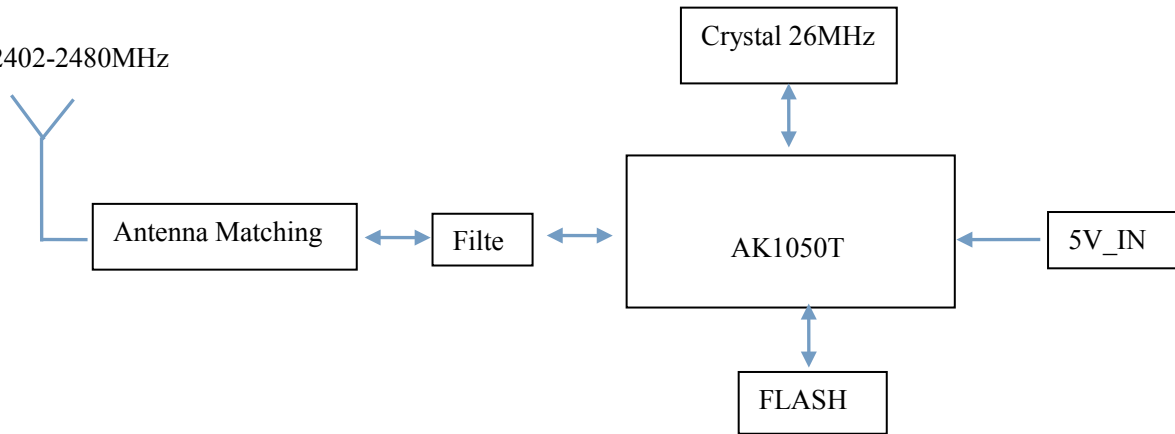 Crystal 26MHz
2402-2480MHz
Antenna Matching
Filte
AK1050T
5V_IN
FLASH